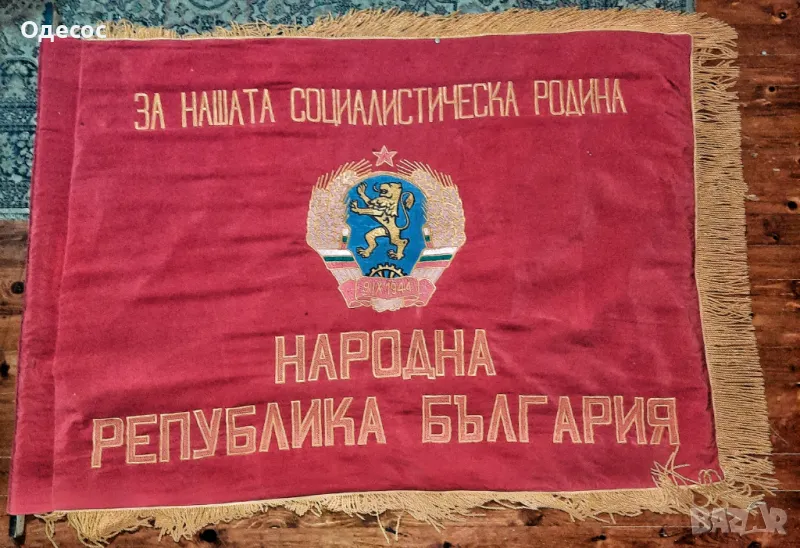 Одесос
ЗА НАШАТА СОЦИАЛИСТИЧЕСКА РОДИНА
9 IX 1944
НАРОДНА
РЕПУБЛИКА БЪЛГАРИЯ
BAZAR